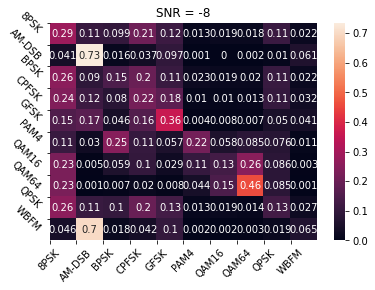 SNR = -8
8PSK 0.29 0.11 0.099 0.21 0.12 0.013 0.019 0.018 0.11 0.022
AM-DSB 0.041 0.73 0.016 0.037 0.097 0.001 0 0.002 0.01 0.061
BPSK 0.26 0.09 0.15 0.2 0.11 0.023 0.019 0.02 0.11 0.022
CPFSK 0.24 0.12 0.08 0.22 0.18 0.01 0.01 0.013 0.11 0.032
GFSK 0.15 0.17 0.046 0.16 0.36 0.004 0.008 0.007 0.05 0.041
PAM4 0.11 0.03 0.25 0.11 0.057 0.22 0.058 0.085 0.076 0.011
QAM16 0.23 0.005 0.059 0.1 0.029 0.11 0.13 0.26 0.086 0.003
QAM64 0.23 0.001 0.007 0.02 0.008 0.044 0.15 0.46 0.085 0.001
QPSK 0.26 0.11 0.1 0.2 0.13 0.013 0.019 0.014 0.13 0.027
WBFM 0.046 0.7 0.018 0.042 0.1 0.002 0.002 0.003 0.019 0.065
8PSK AM-DSB BPSK CPFSK GFSK PAM4 QAM16 QAM64 QPSK WBFM
0.7
0.6
0.5
0.4
0.3
0.2
0.1
0.0